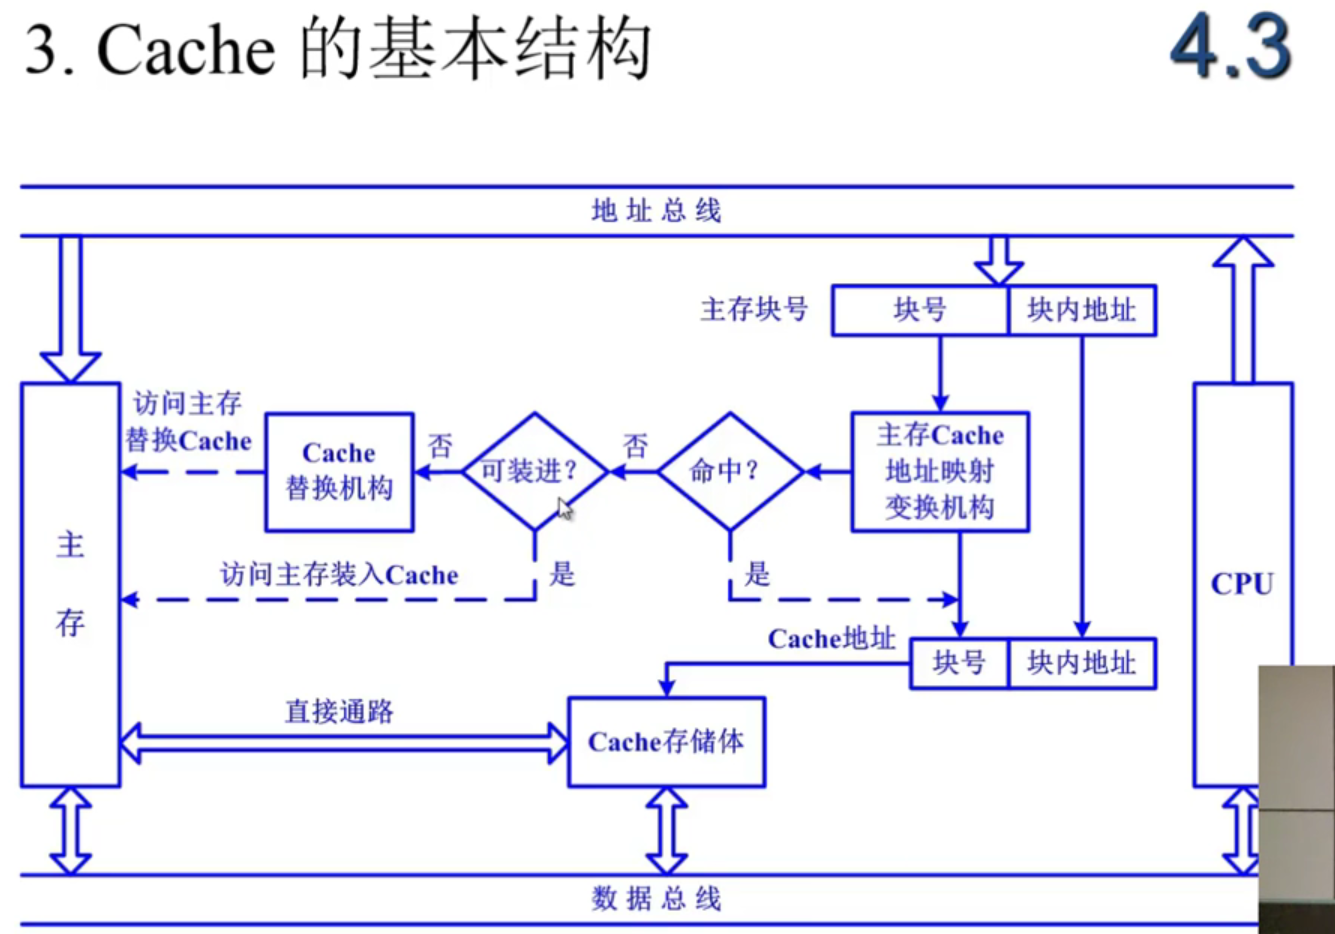 3. Cache 的基本结构
4.3
地址总线
主存块号
块号
块内地址
访问主存
替换Cache
Cache
替换机构
否
可装进？
否
命中？
主存Cache
地址映射
变换机构
主
存
访问主存装入Cache
是
是
CPU
Cache地址
块号
块内地址
直接通路
Cache存储体
数据总线